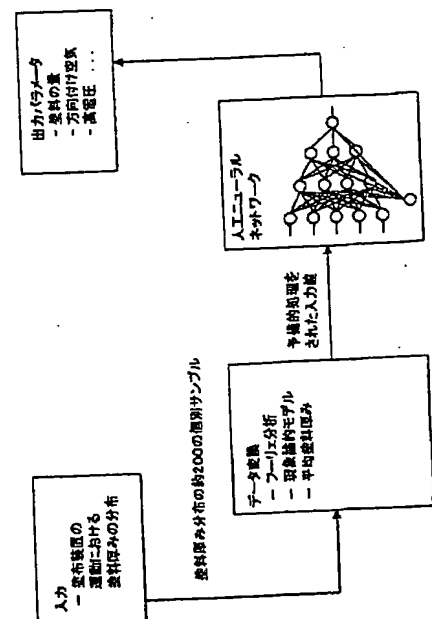 入力
− 塗布装置の
運動における
塗料厚みの分布
塗料厚み分布の約200の個別サンプル
データ変換
− フーリェ分析
− 現象論的モデル
− 平均塗料厚み
予備的処理を
された入力値
人工ニューラル
ネットワーク
出力パラメータ
- 塗料の量
- 方向付け空気
- 高電圧 ...